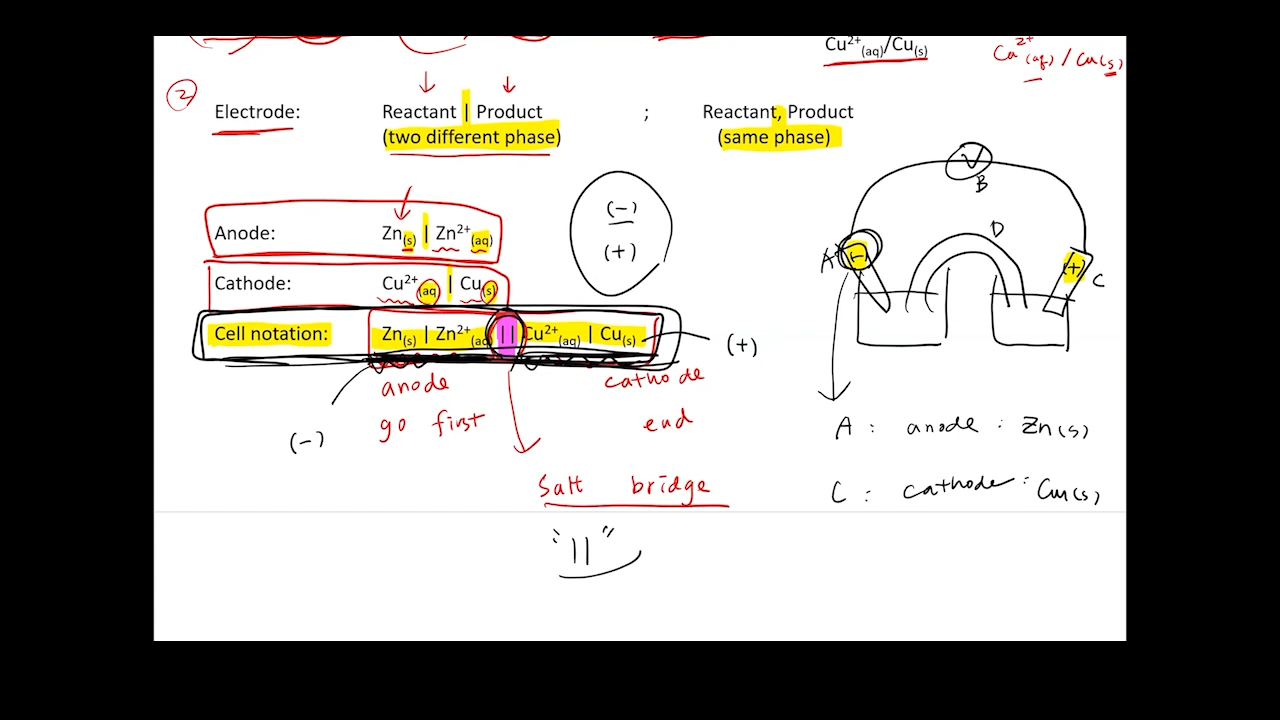 Cu²⁺(aq)/Cu(s) Cu²⁺(aq) / Cu(s)
② Electrode: Reactant | Product ; Reactant, Product
(two different phase) (same phase)
V
B
(-)
(+)
D
Anode: Zn(s) | Zn²⁺(aq)
A (-) (+) C
Cathode: Cu²⁺(aq) | Cu(s)
Cell notation: Zn(s) | Zn²⁺(aq) || Cu²⁺(aq) | Cu(s) (+)
anode cathode
go first end
(-)
A : anode : Zn(s)
Salt bridge
C : cathode : Cu(s)
"||"